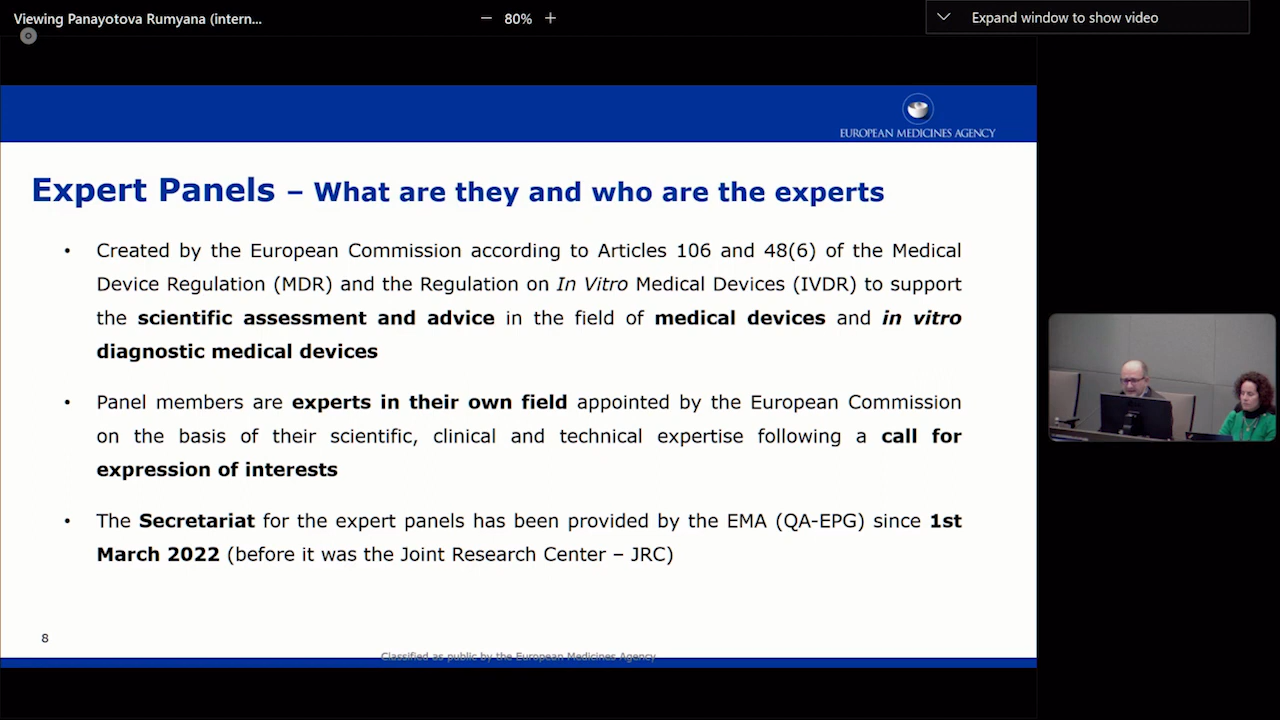 Viewing Panayotova Rumyana (intern...
80%
Expand window to show video
EUROPEAN MEDICINES AGENCY
Expert Panels – What are they and who are the experts
• Created by the European Commission according to Articles 106 and 48(6) of the Medical
Device Regulation (MDR) and the Regulation on In Vitro Medical Devices (IVDR) to support
the scientific assessment and advice in the field of medical devices and in vitro
diagnostic medical devices
• Panel members are experts in their own field appointed by the European Commission
on the basis of their scientific, clinical and technical expertise following a call for
expression of interests
• The Secretariat for the expert panels has been provided by the EMA (QA-EPG) since 1st
March 2022 (before it was the Joint Research Center – JRC)
8
Classified as public by the European Medicines Agency